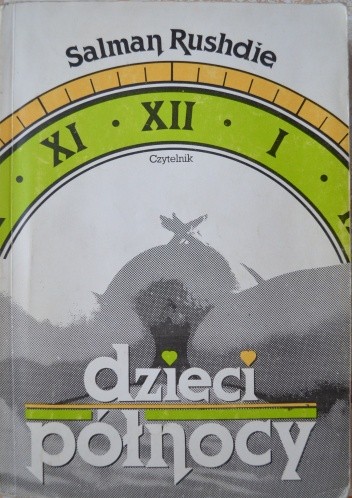 Salman Rushdie
XI · XII · I
Czytelnik
dzieci
północy